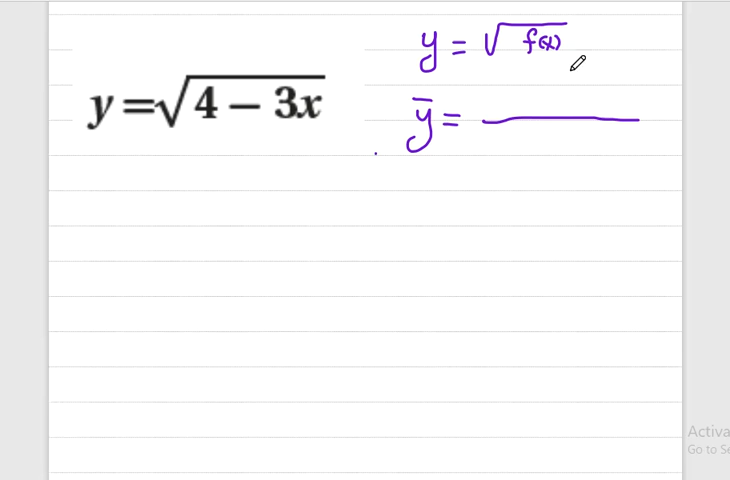 y = √f(x)
y=√4 − 3x
ȳ =
Activa
Go to Se